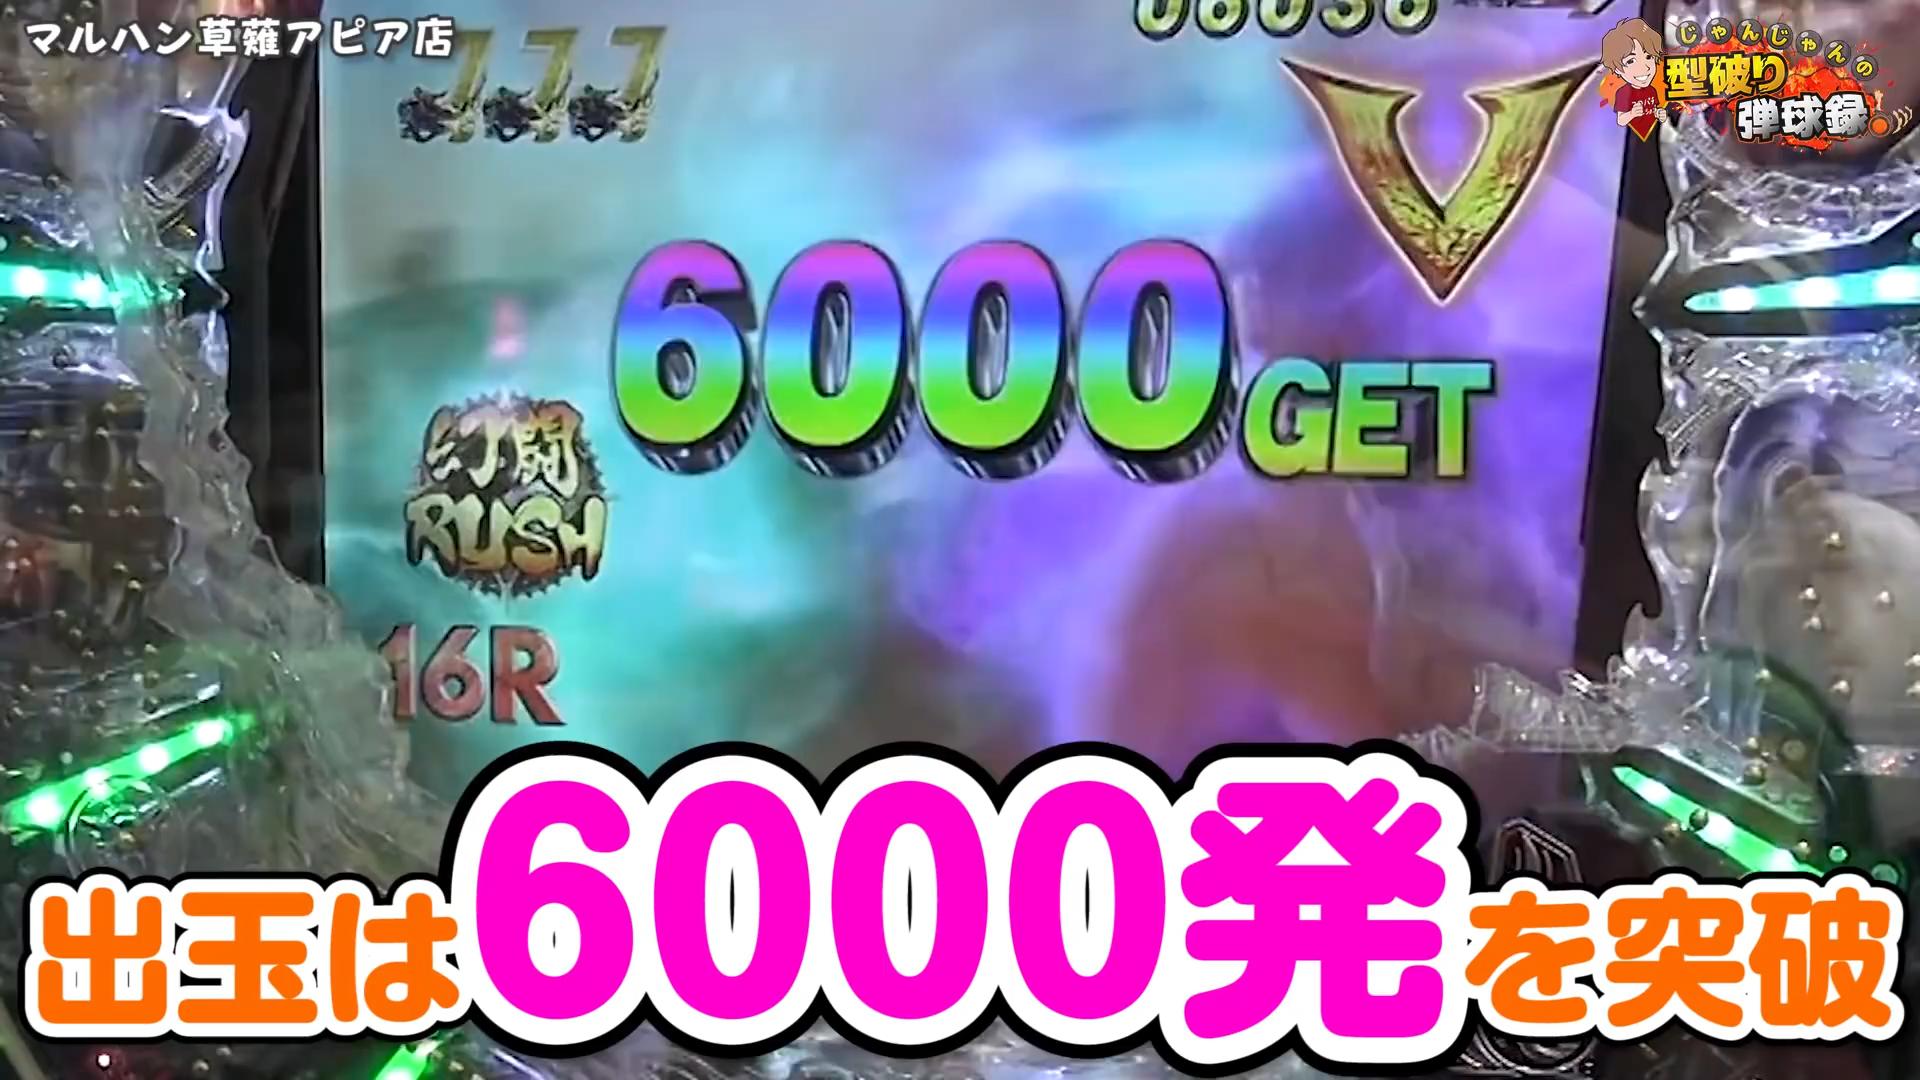 マルハン草薙アピア店
じゃんじゃんの
型破り
弾球録
777
V
6000GET
幻闘
RUSH
16R
出玉は6000発を突破